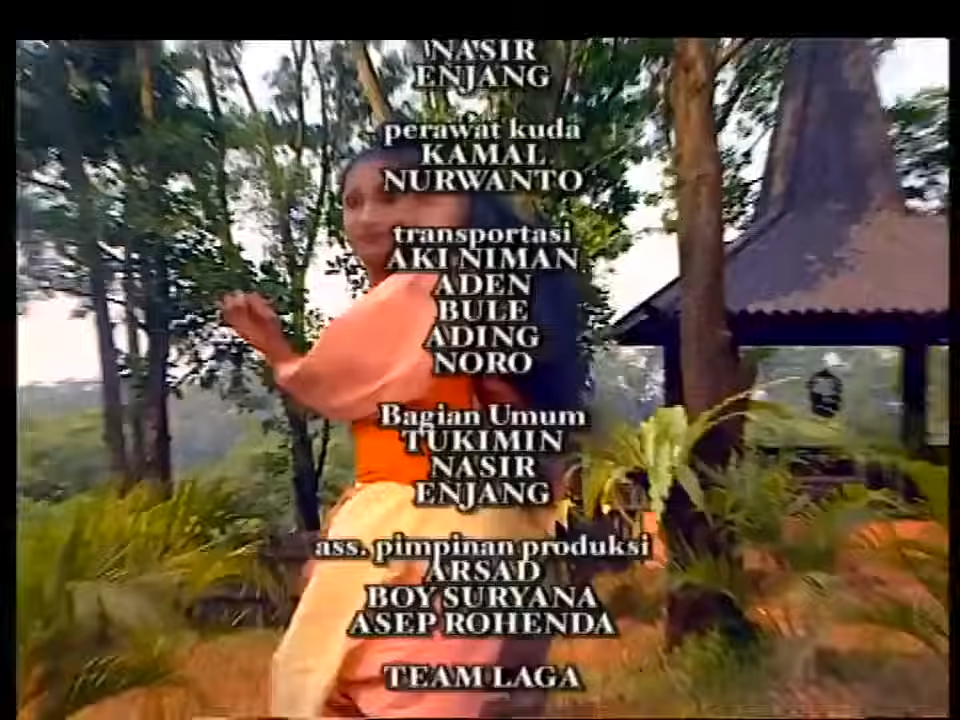 NASIR
ENJANG
perawat kuda
KAMAL
NURWANTO
transportasi
AKI NIMAN
ADEN
BULE
ADING
NORO
Bagian Umum
TUKIMIN
NASIR
ENJANG
ass. pimpinan produksi
ARSAD
BOY SURYANA
ASEP ROHENDA
TEAM LAGA